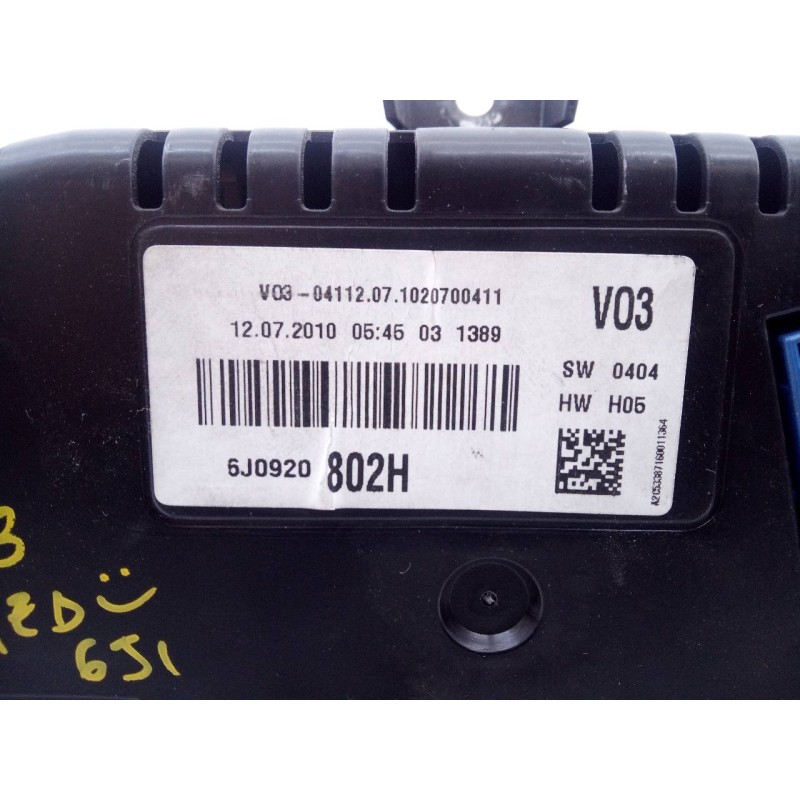 V03-04112.07.1020700411
12.07.2010 05:45 03 1389
6J0920 802H
V03
SW 0404
HW H05
A2C53387160011364
6J1